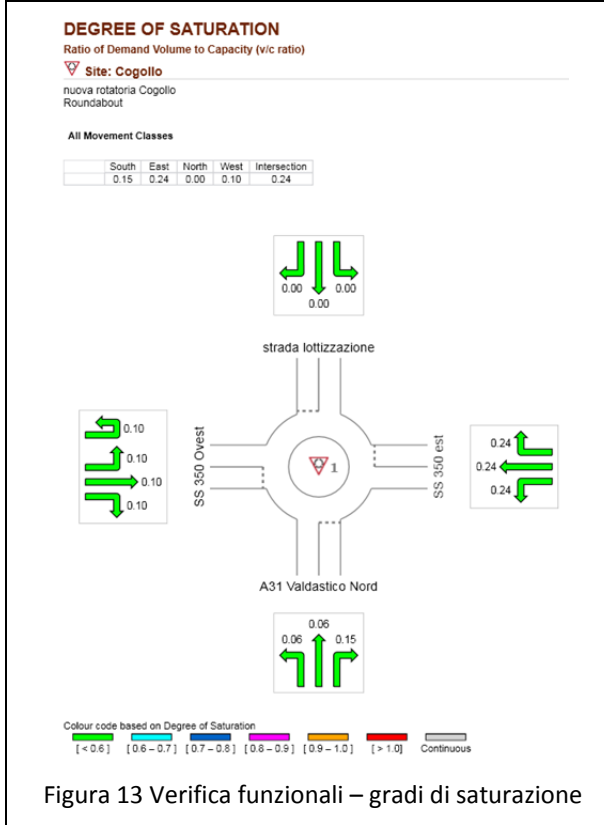 DEGREE OF SATURATION
Ratio of Demand Volume to Capacity (v/c ratio)
Site: Cogollo
nuova rotatoria Cogollo
Roundabout
All Movement Classes
South East North West Intersection
0.15 0.24 0.00 0.10 0.24
0.00 0.00
0.00
strada lottizzazione
0.10
0.10
0.10
0.10
SS 350 Ovest
1
SS 350 est
0.24
0.24
0.24
A31 Valdastico Nord
0.06
0.06 0.15
Colour code based on Degree of Saturation
[ < 0.6 ] [ 0.6 – 0.7 ] [ 0.7 – 0.8 ] [ 0.8 – 0.9 ] [ 0.9 – 1.0 ] [ > 1.0] Continuous
Figura 13 Verifica funzionali – gradi di saturazione